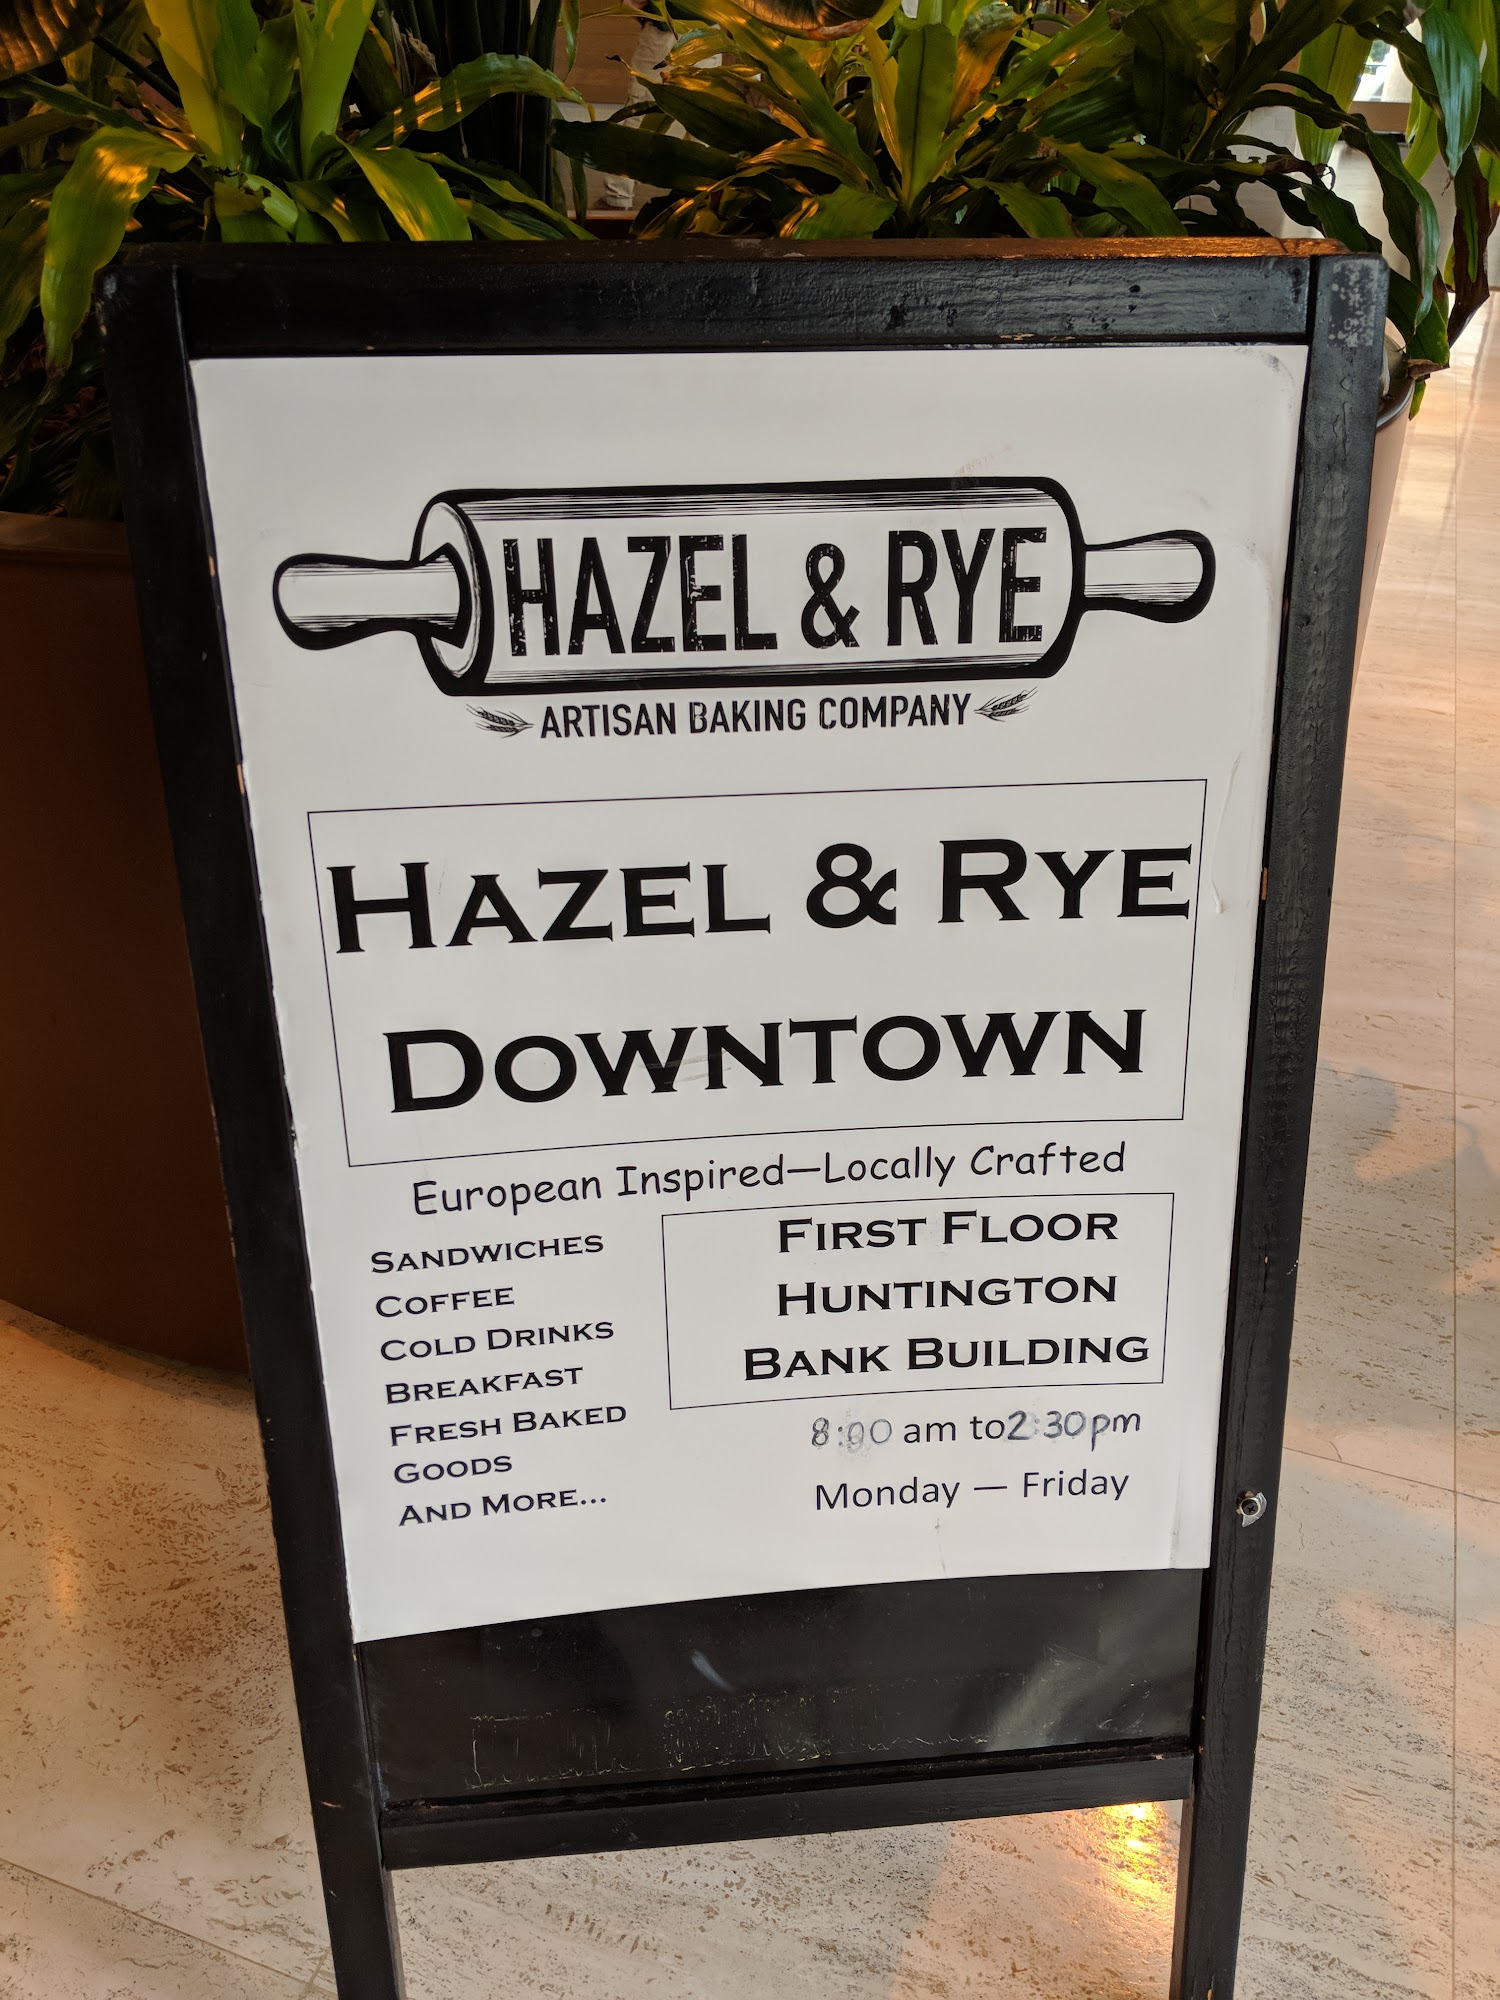 HAZEL & RYE
ARTISAN BAKING COMPANY
HAZEL & RYE
DOWNTOWN
European Inspired—Locally Crafted
SANDWICHES
COFFEE
COLD DRINKS
BREAKFAST
FRESH BAKED
GOODS
AND MORE...
FIRST FLOOR
HUNTINGTON
BANK BUILDING
8:00 am to 2:30pm
Monday — Friday